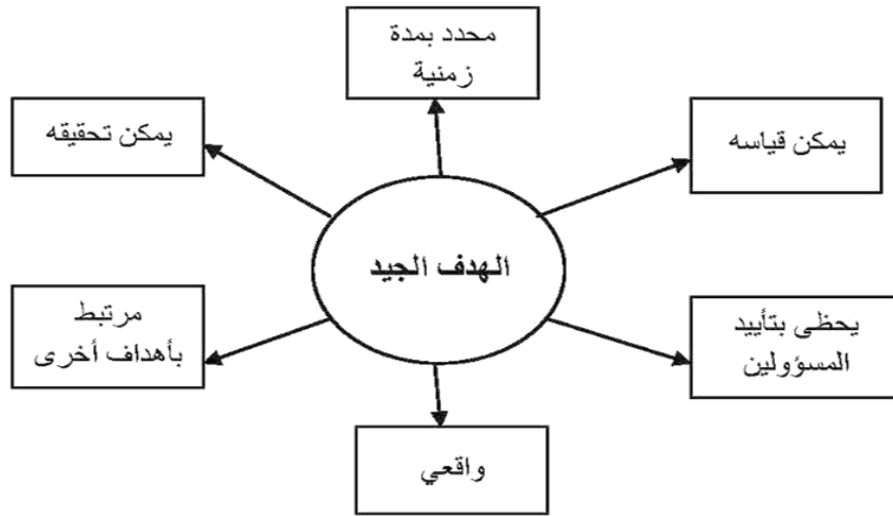 محدد بمدة
زمنية
يمكن قياسه
يمكن تحقيقه
الهدف الجيد
يحظى بتأييد
المسؤولين
مرتبط
بأهداف أخرى
واقعي